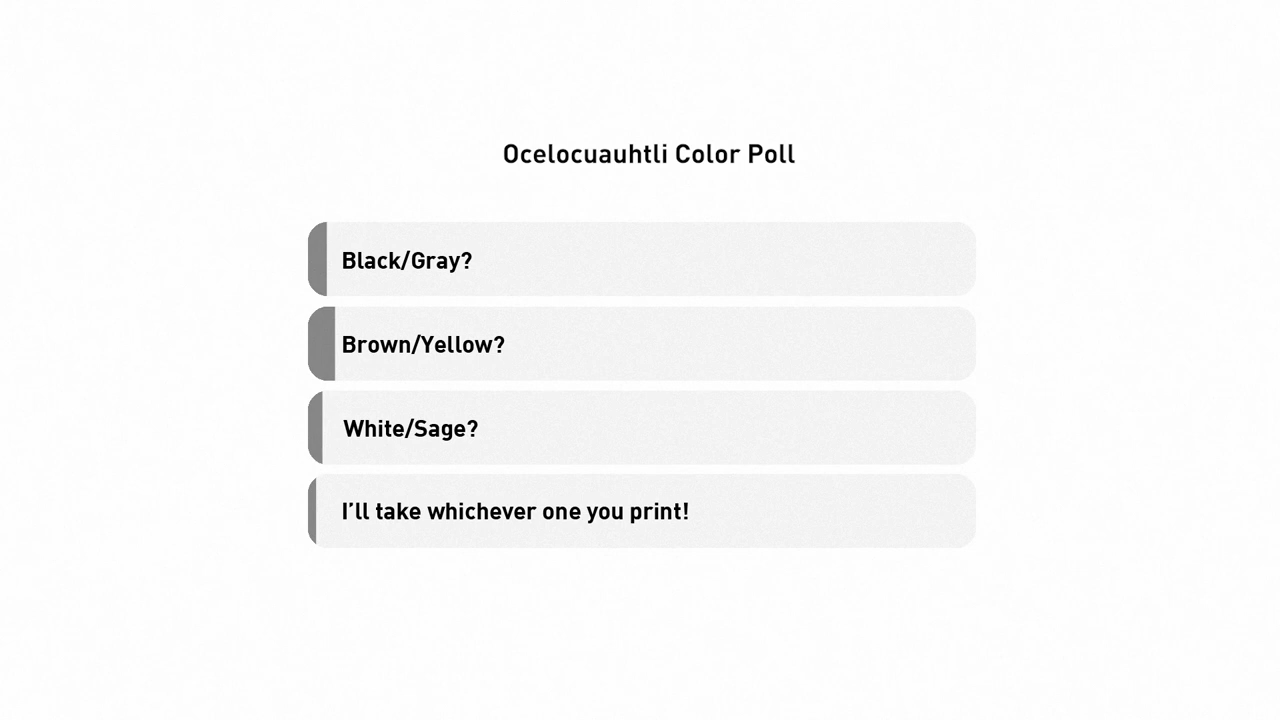 Ocelocuauhtli Color Poll
Black/Gray?
Brown/Yellow?
White/Sage?
I’ll take whichever one you print!